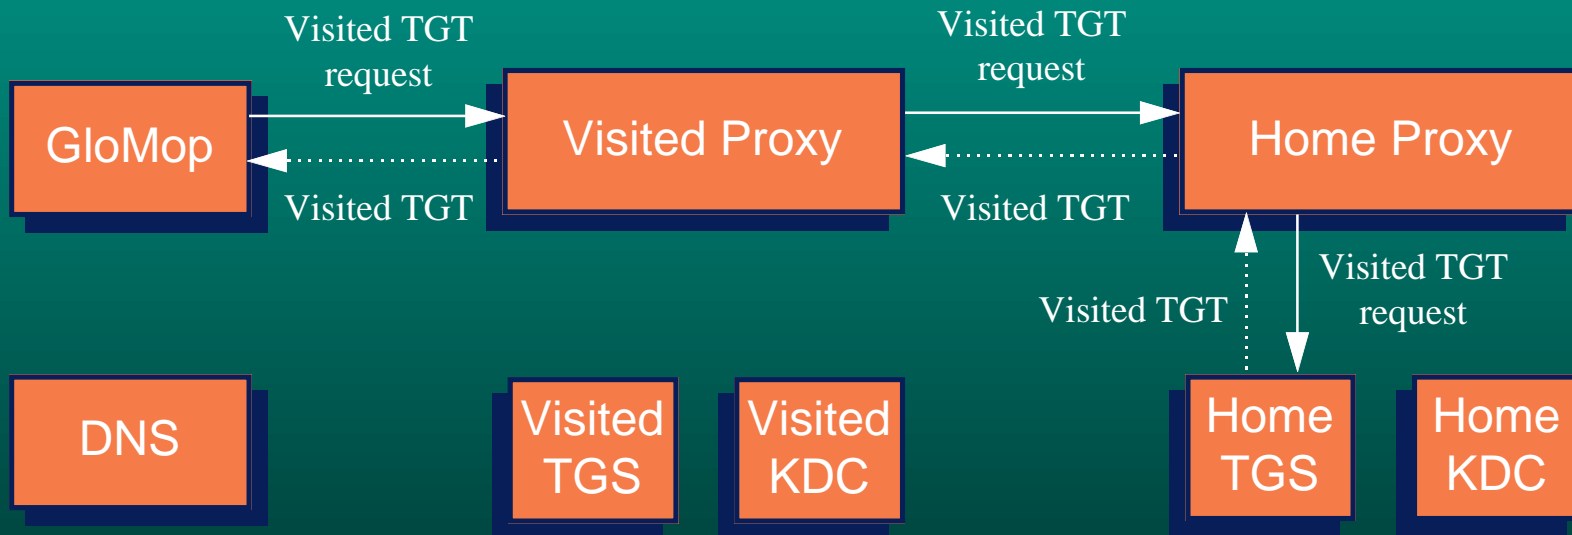 Visited TGT
request
Visited TGT
request
GloMop
Visited Proxy
Home Proxy
Visited TGT
Visited TGT
Visited TGT
request
Visited TGT
DNS
Visited
TGS
Visited
KDC
Home
TGS
Home
KDC